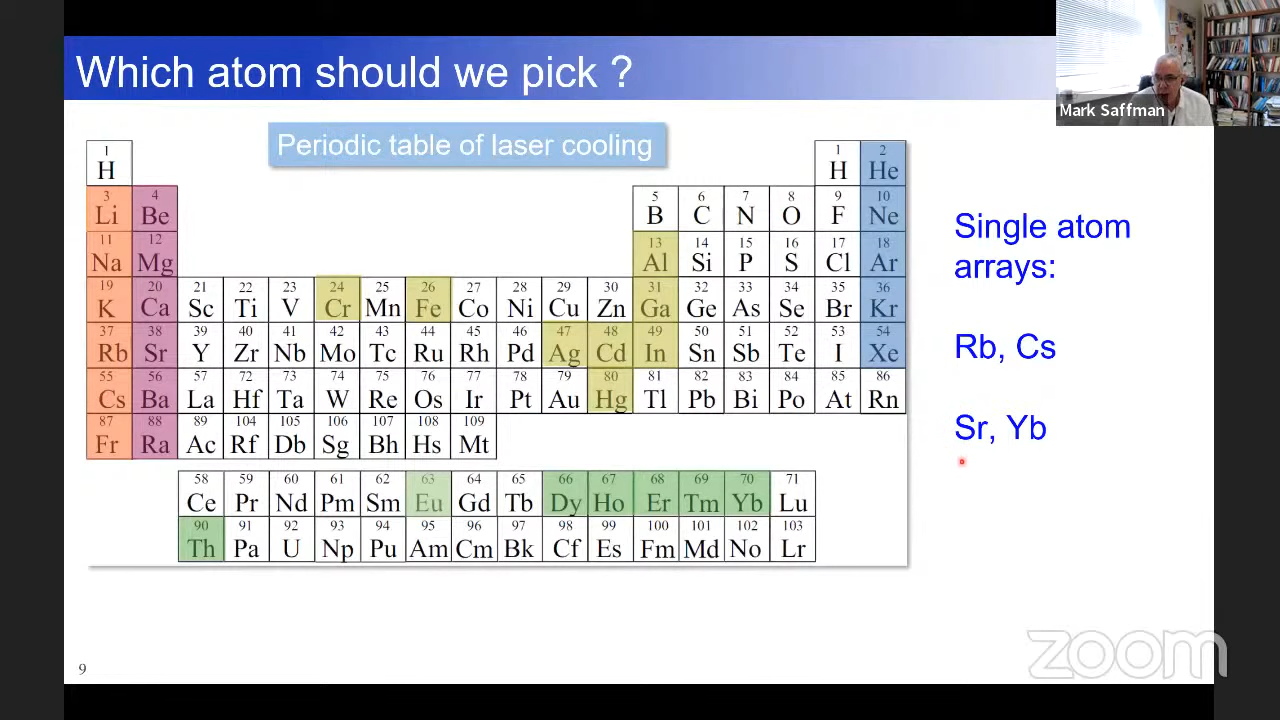 Which atom should we pick ?
Mark Saffman
Periodic table of laser cooling
1 1 2
H H He
3 4 5 6 7 8 9 10
Li Be B C N O F Ne
11 12 13 14 15 16 17 18
Na Mg Al Si P S Cl Ar
19 20 21 22 23 24 25 26 27 28 29 30 31 32 33 34 35 36
K Ca Sc Ti V Cr Mn Fe Co Ni Cu Zn Ga Ge As Se Br Kr
37 38 39 40 41 42 43 44 45 46 47 48 49 50 51 52 53 54
Rb Sr Y Zr Nb Mo Tc Ru Rh Pd Ag Cd In Sn Sb Te I Xe
55 56 57 72 73 74 75 76 77 78 79 80 81 82 83 84 85 86
Cs Ba La Hf Ta W Re Os Ir Pt Au Hg Tl Pb Bi Po At Rn
87 88 89 104 105 106 107 108 109
Fr Ra Ac Rf Db Sg Bh Hs Mt
58 59 60 61 62 63 64 65 66 67 68 69 70 71
Ce Pr Nd Pm Sm Eu Gd Tb Dy Ho Er Tm Yb Lu
90 91 92 93 94 95 96 97 98 99 100 101 102 103
Th Pa U Np Pu Am Cm Bk Cf Es Fm Md No Lr
Single atom
arrays:
Rb, Cs
Sr, Yb
9
zoom